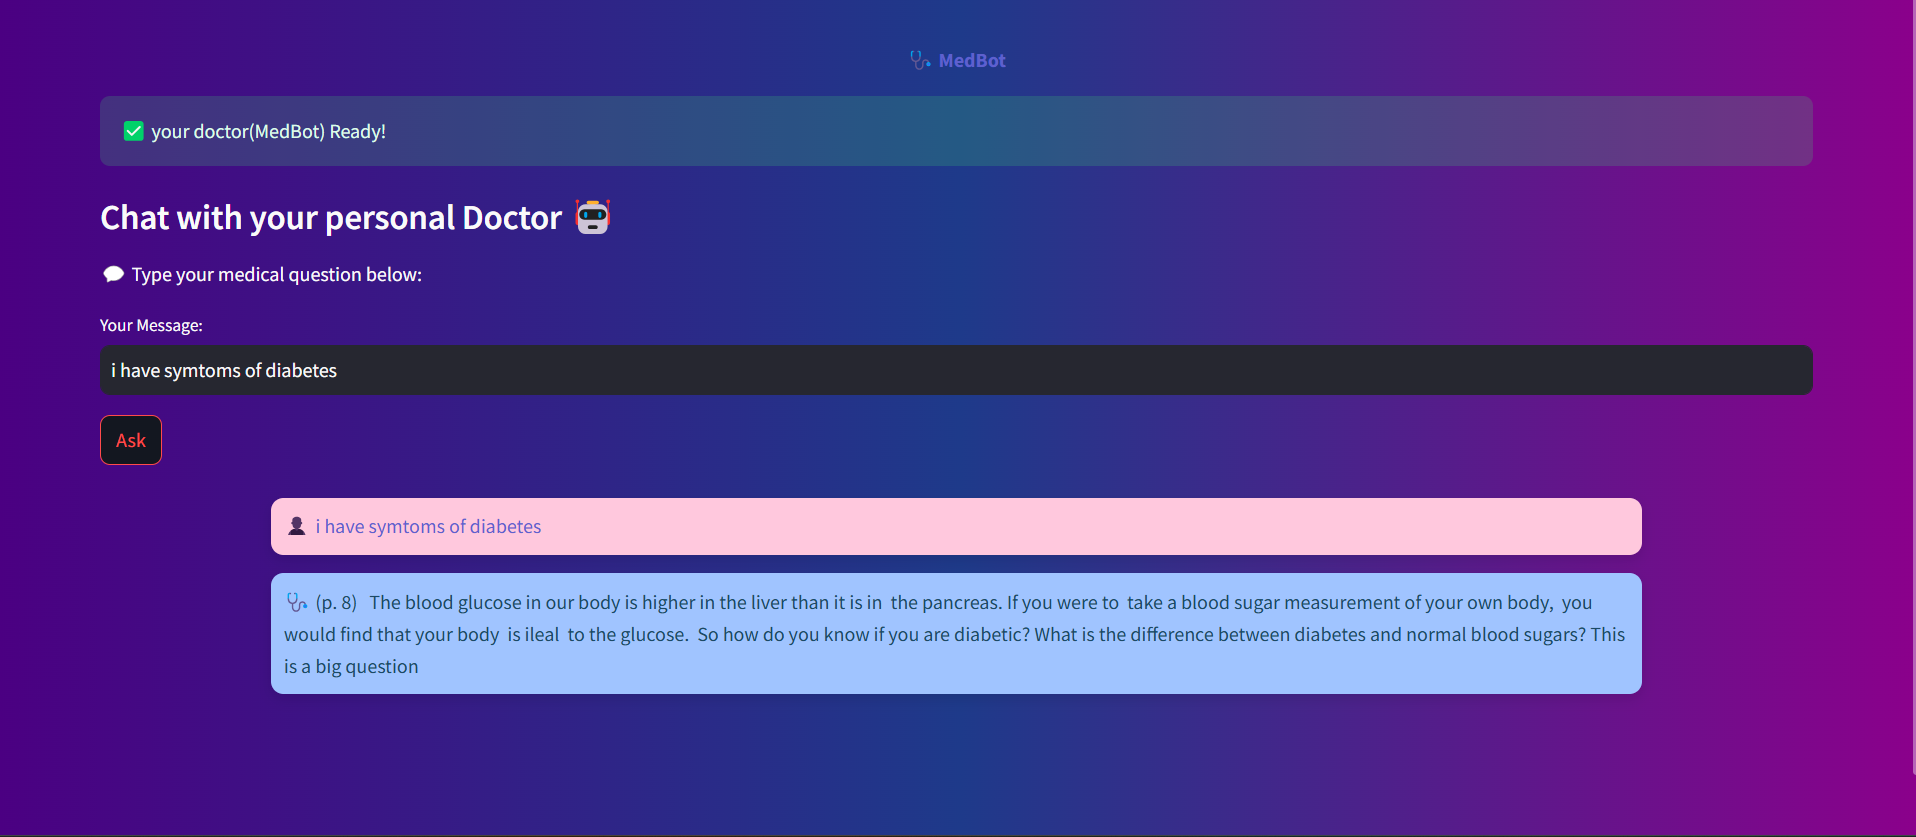 MedBot
your doctor(MedBot) Ready!
Chat with your personal Doctor
Type your medical question below:
Your Message:
i have symtoms of diabetes
Ask
i have symtoms of diabetes
(p. 8) The blood glucose in our body is higher in the liver than it is in the pancreas. If you were to take a blood sugar measurement of your own body, you
would find that your body is ileal to the glucose. So how do you know if you are diabetic? What is the difference between diabetes and normal blood sugars? This
is a big question